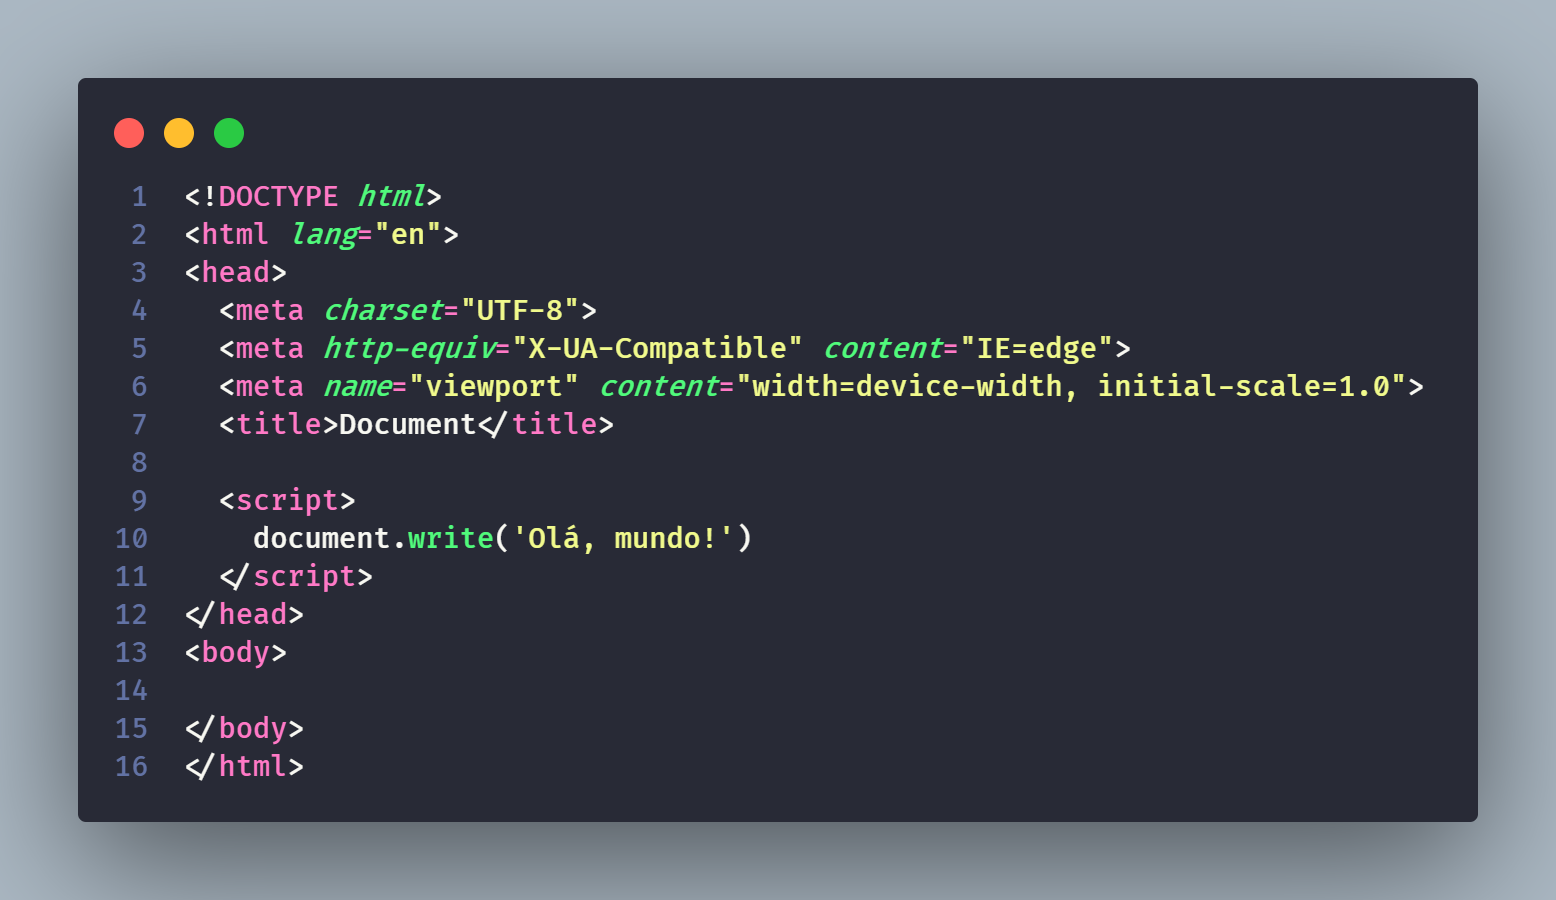 1 <!DOCTYPE html>
2 <html lang="en">
3 <head>
4   <meta charset="UTF-8">
5   <meta http-equiv="X-UA-Compatible" content="IE=edge">
6   <meta name="viewport" content="width=device-width, initial-scale=1.0">
7   <title>Document</title>
8
9   <script>
10     document.write('Olá, mundo!')
11   </script>
12 </head>
13 <body>
14
15 </body>
16 </html>